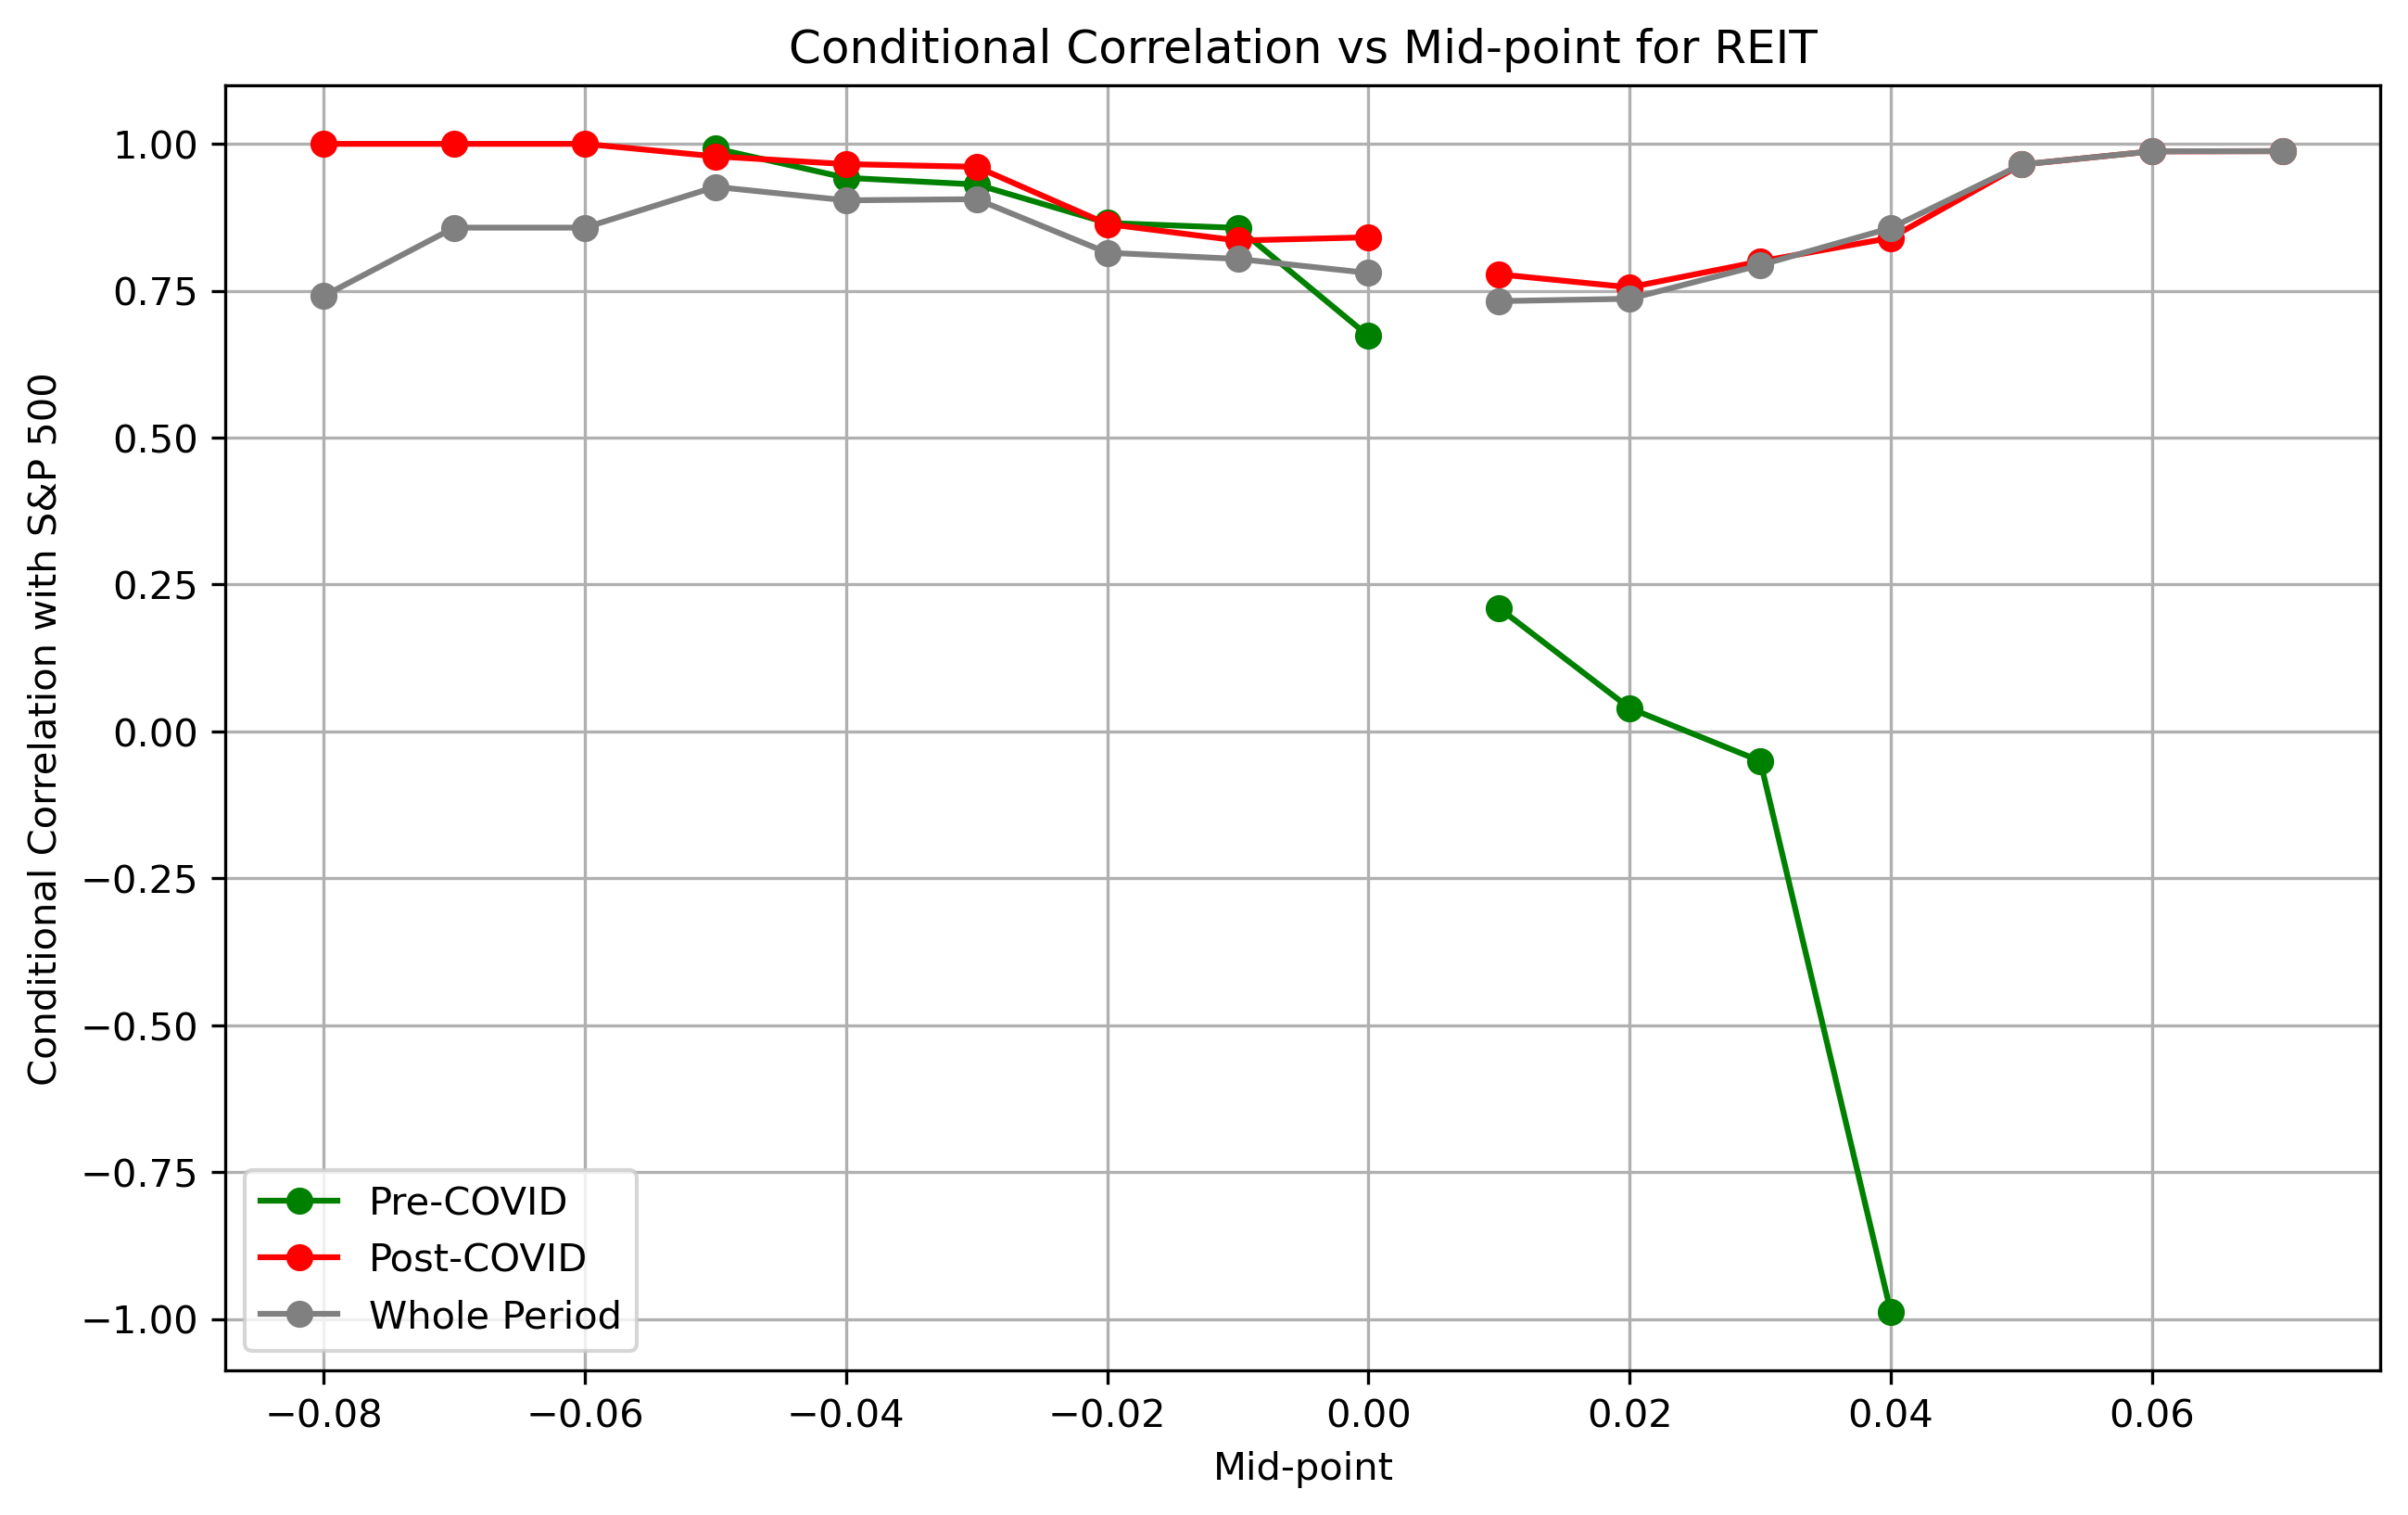 Conditional Correlation vs Mid-point for REIT
Conditional Correlation with S&P 500
1.00
0.75
0.50
0.25
0.00
−0.25
−0.50
−0.75
−1.00
Pre-COVID
Post-COVID
Whole Period
−0.08 −0.06 −0.04 −0.02 0.00 0.02 0.04 0.06
Mid-point